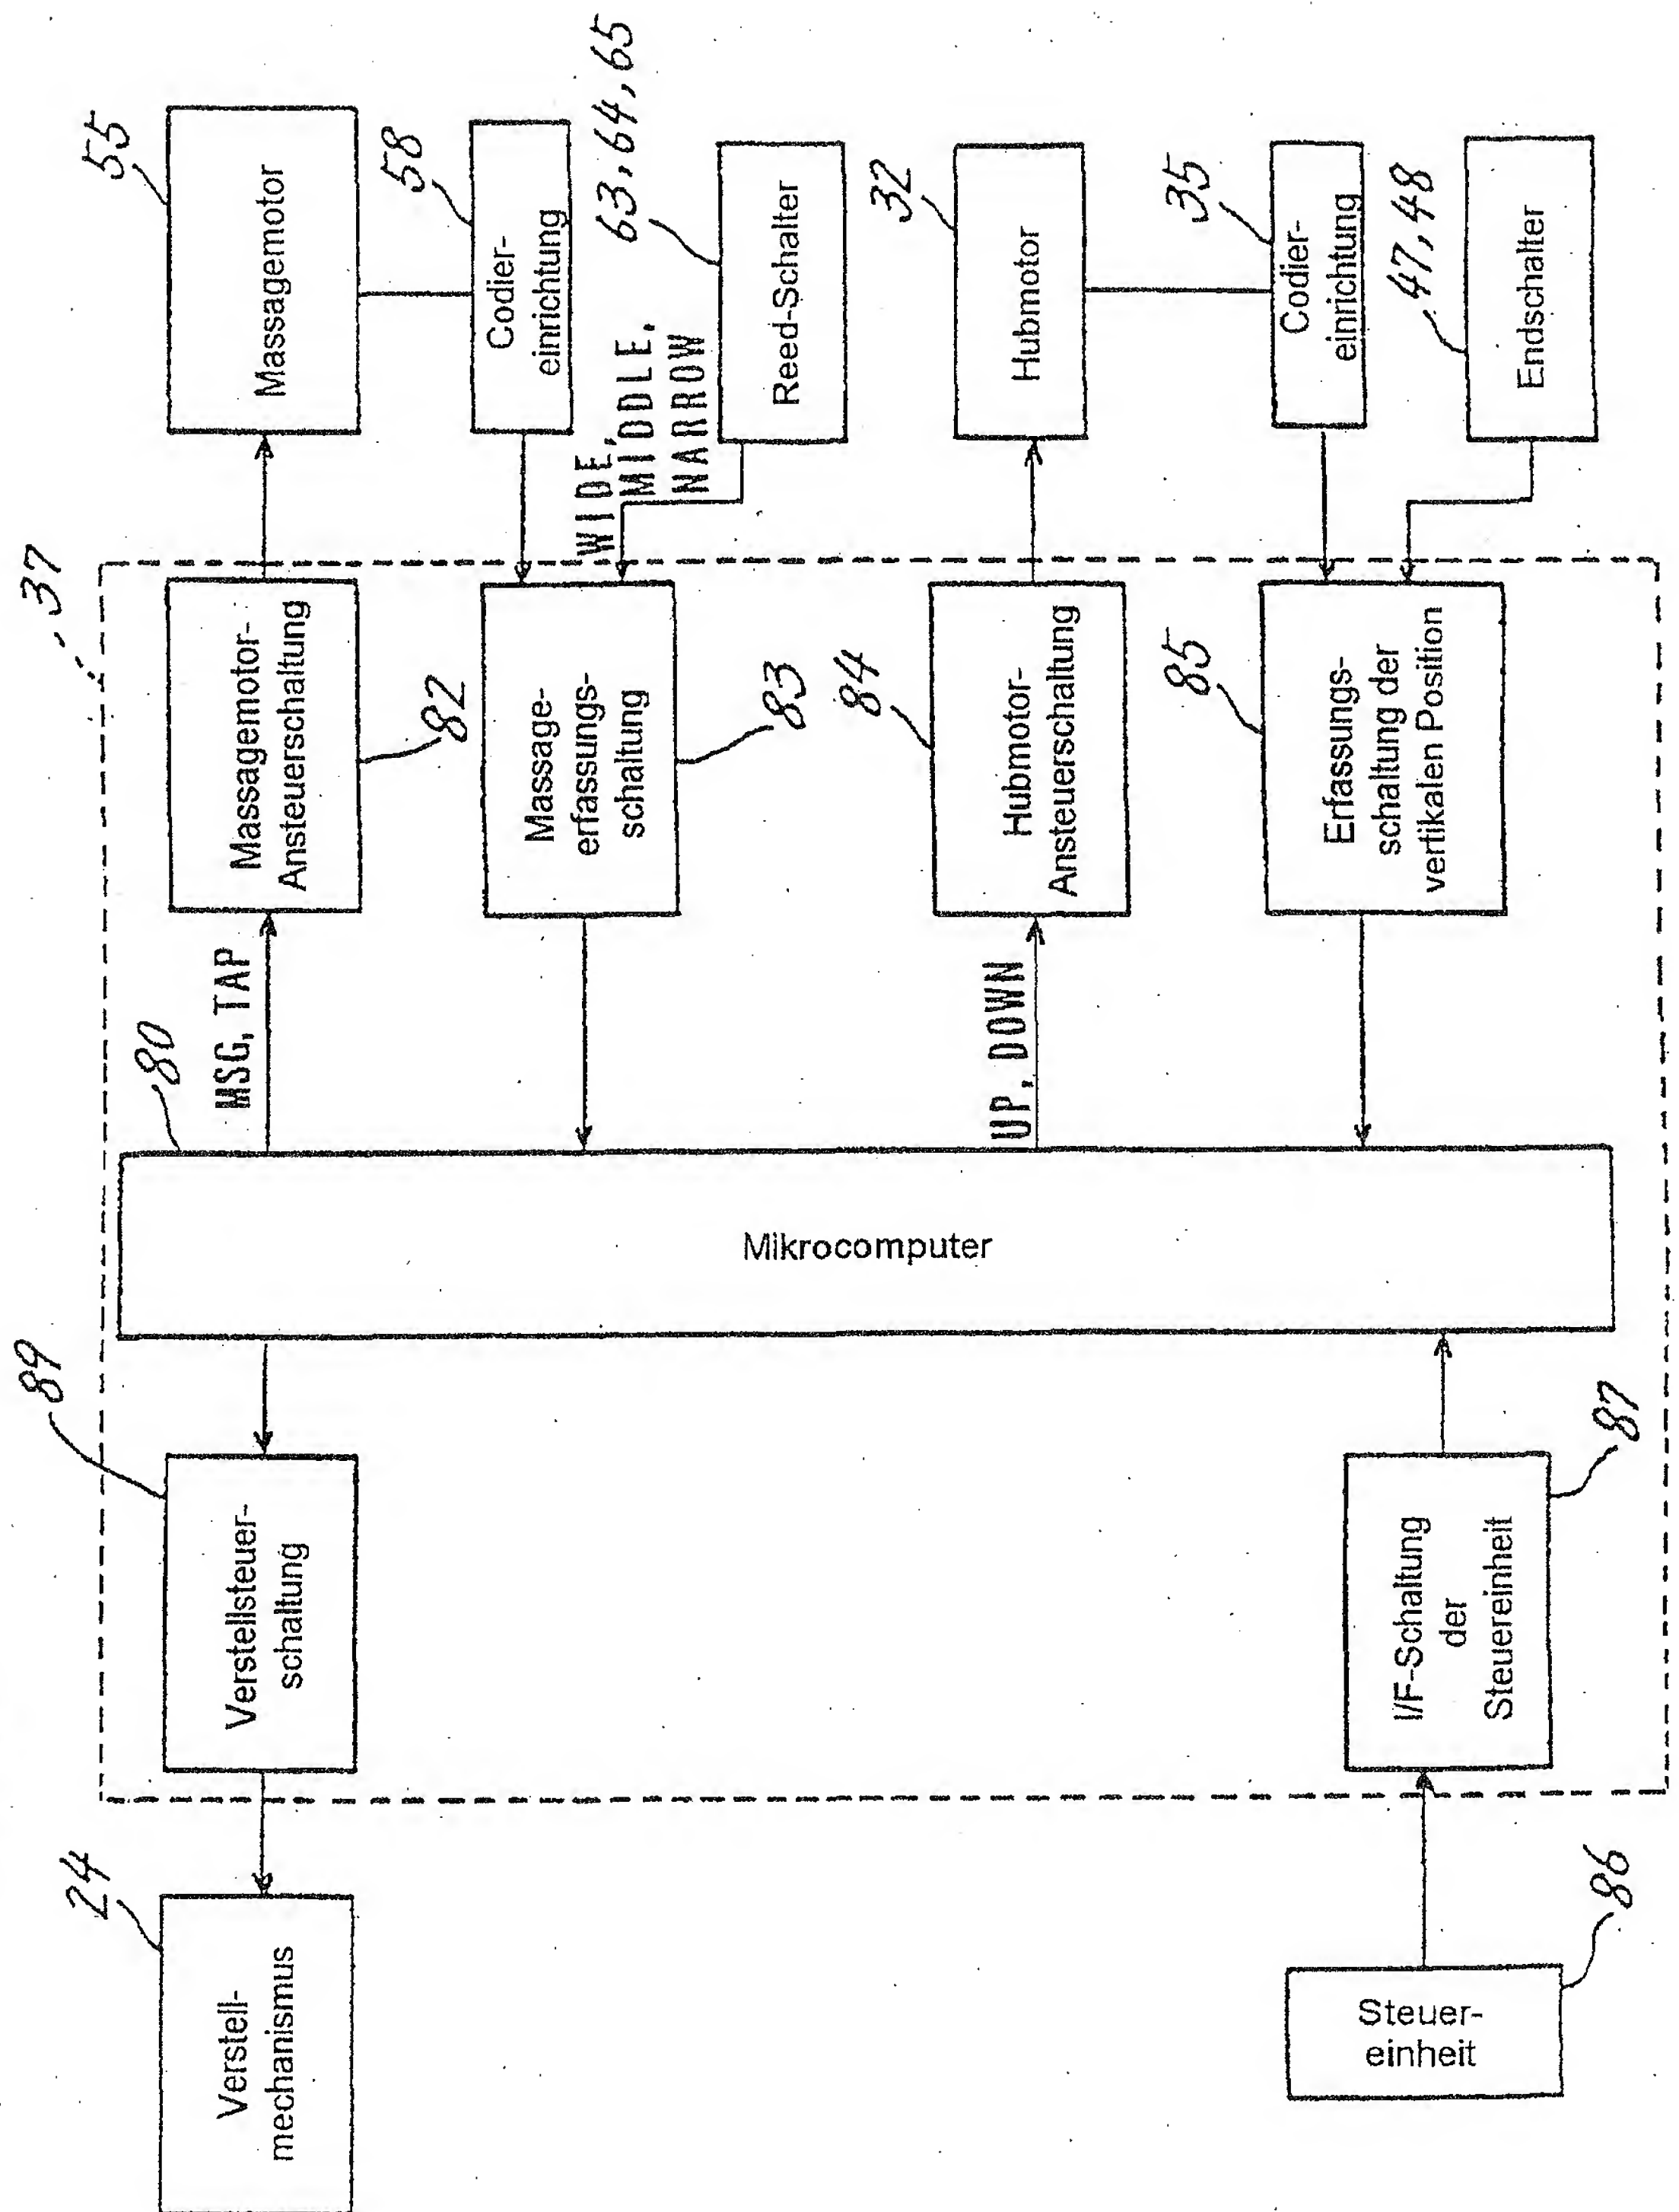 37
24
Verstell-
mechanismus
89
Verstellsteuer-
schaltung
80
Mikrocomputer
MSG, TAP
Massagemotor-
Ansteuerschaltung
82
55
Massagemotor
58
Codier-
einrichtung
Massage-
erfassungs-
schaltung
83
WIDE,
MIDDLE,
NARROW
63, 64, 65
Reed-Schalter
UP, DOWN
84
Hubmotor-
Ansteuerschaltung
32
Hubmotor
35
Codier-
einrichtung
85
Erfassungs-
schaltung der
vertikalen Position
47, 48
Endschalter
Steuer-
einheit
86
I/F-Schaltung
der
Steuereinheit
87